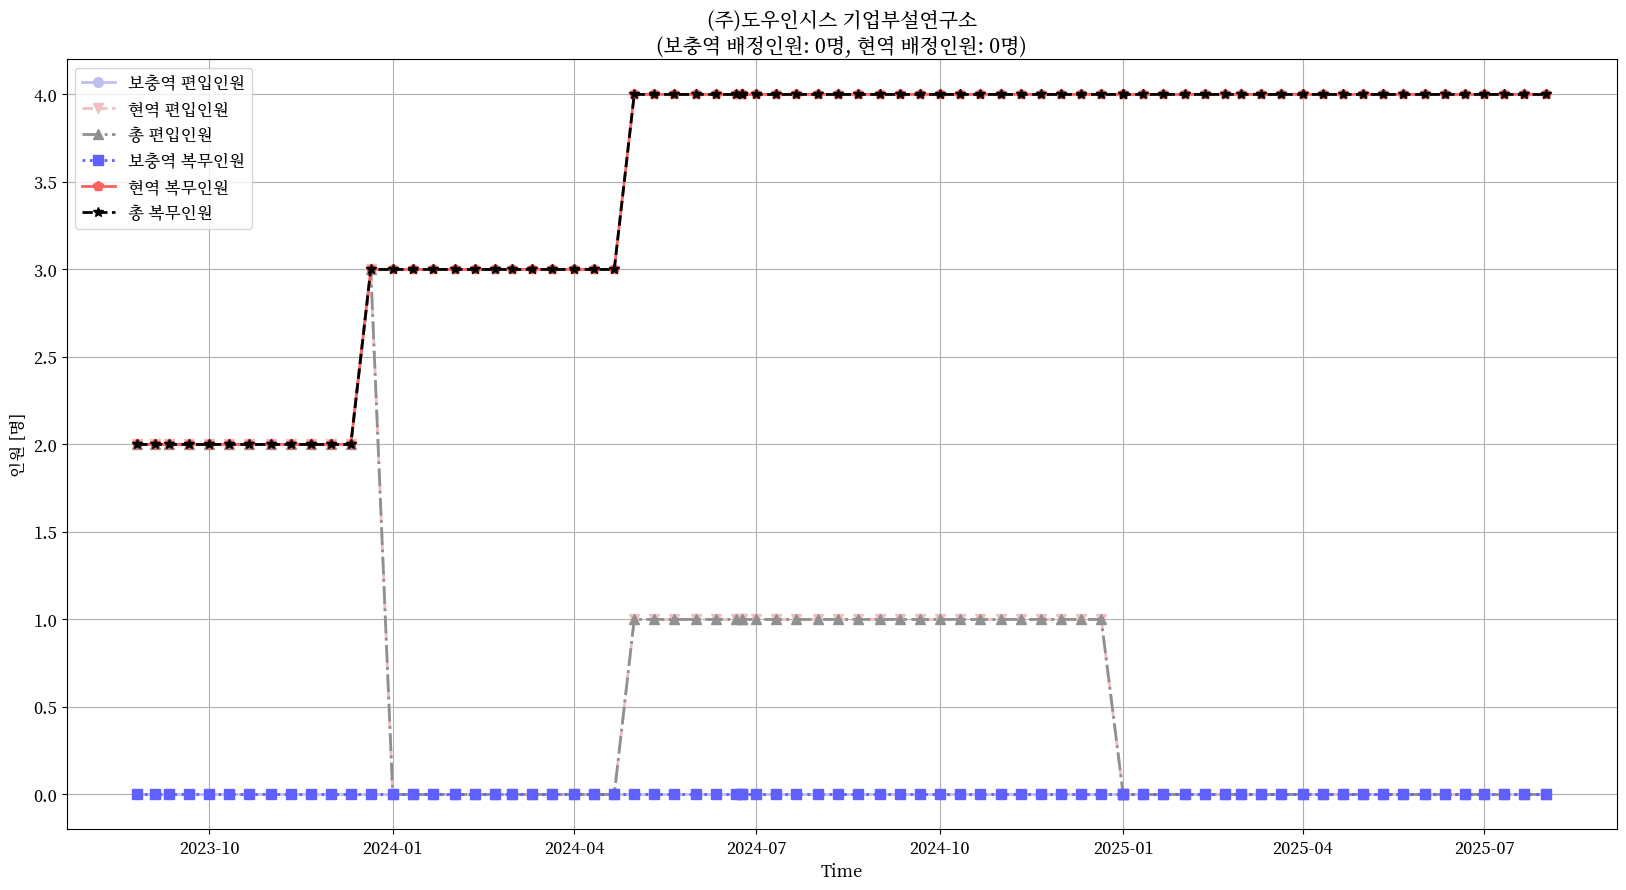 (주)도우인시스 기업부설연구소
(보충역 배정인원: 0명, 현역 배정인원: 0명)
보충역 편입인원
현역 편입인원
총 편입인원
보충역 복무인원
현역 복무인원
총 복무인원
4.0
3.5
3.0
2.5
2.0
1.5
1.0
0.5
0.0
인원 [명]
2023-10
2024-01
2024-04
2024-07
2024-10
2025-01
2025-04
2025-07
Time